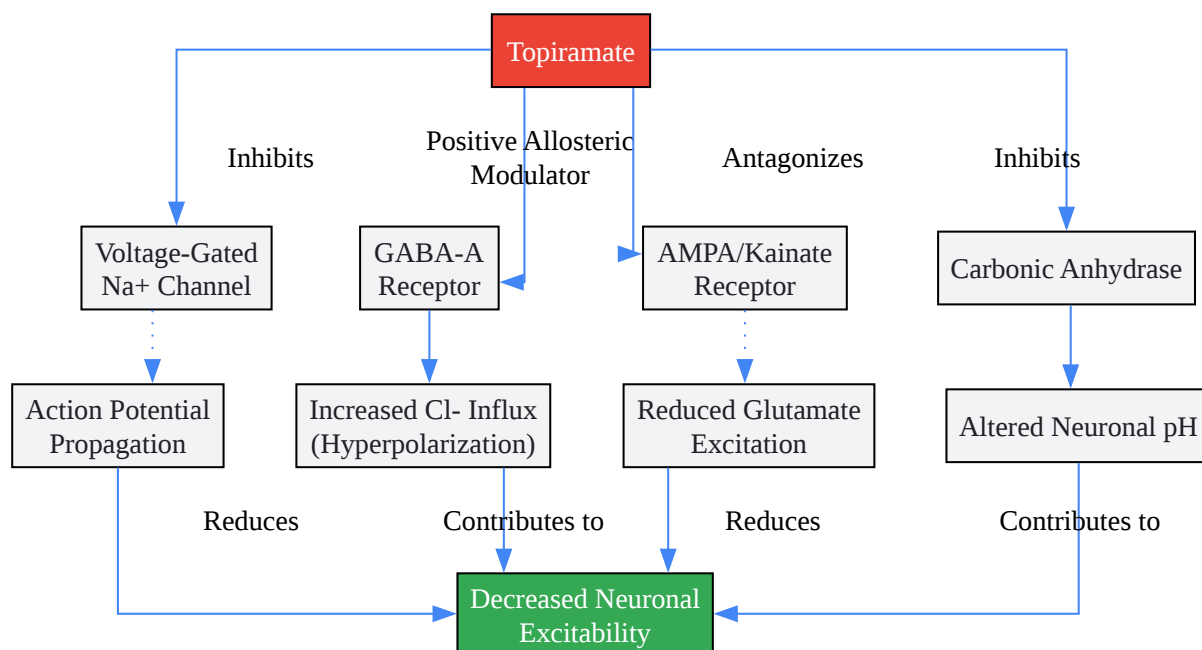 Topiramate
Inhibits
Positive Allosteric
Modulator
Antagonizes
Inhibits
Voltage-Gated
Na+ Channel
GABA-A
Receptor
AMPA/Kainate
Receptor
Carbonic Anhydrase
Action Potential
Propagation
Increased Cl- Influx
(Hyperpolarization)
Reduced Glutamate
Excitation
Altered Neuronal pH
Reduces
Contributes to
Reduces
Contributes to
Decreased Neuronal
Excitability